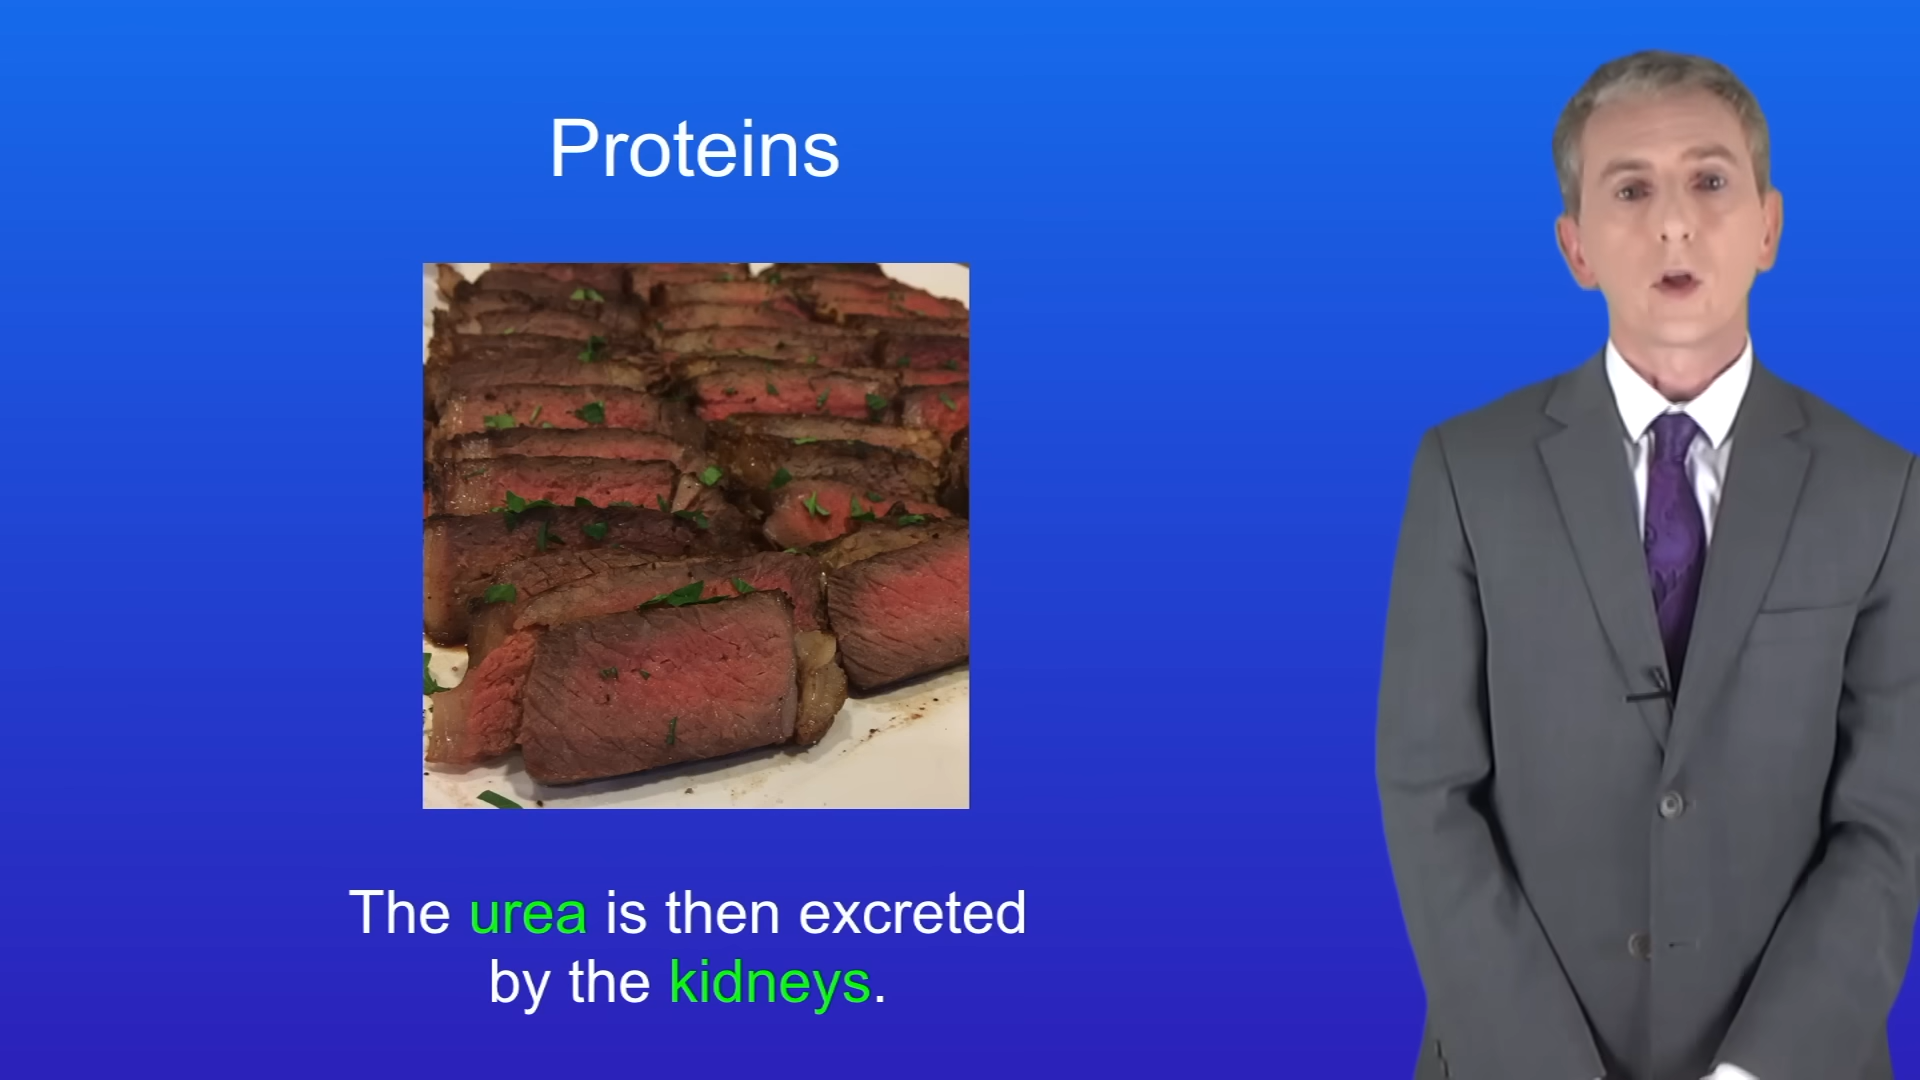 Proteins
The urea is then excreted
by the kidneys.